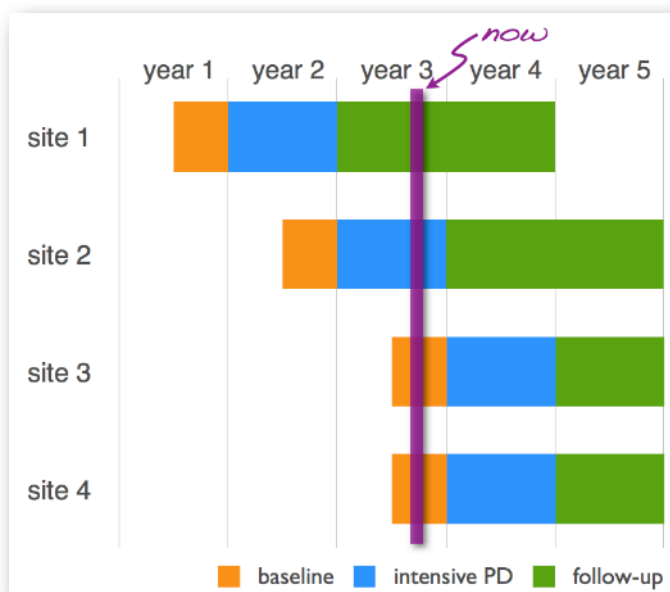 now
year 1 year 2 year 3 year 4 year 5
site 1
site 2
site 3
site 4
baseline intensive PD follow-up